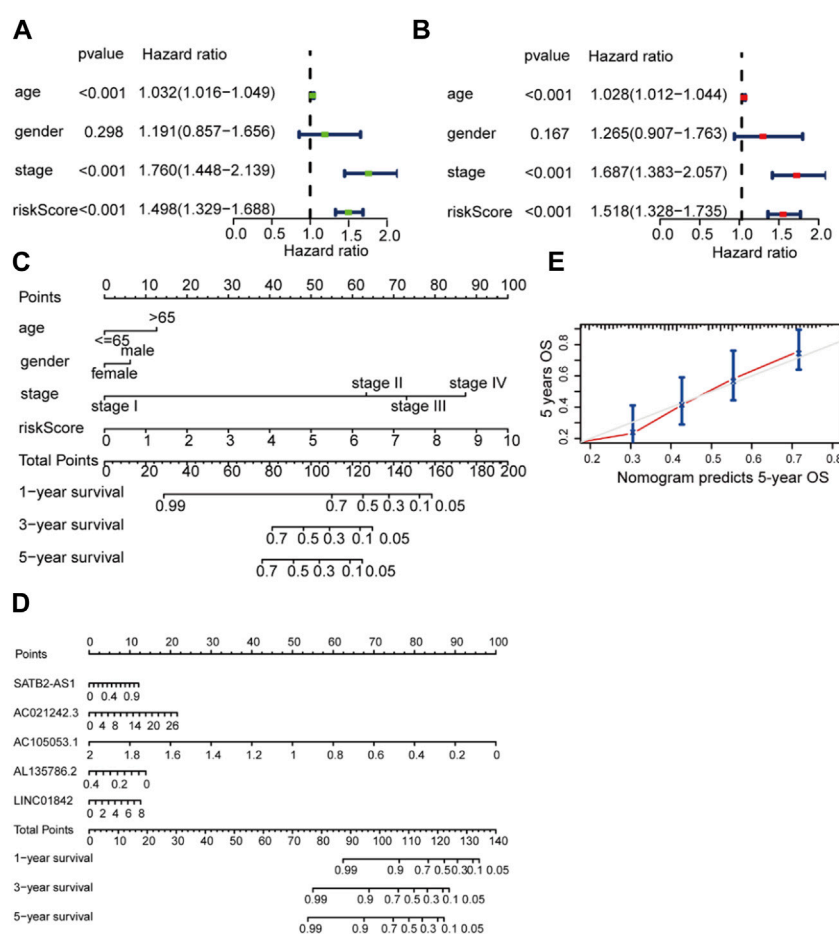 A
pvalue Hazard ratio
age <0.001 1.032(1.016−1.049)
gender 0.298 1.191(0.857−1.656)
stage <0.001 1.760(1.448−2.139)
riskScore <0.001 1.498(1.329−1.688)
0.0 0.5 1.0 1.5 2.0
Hazard ratio
B
pvalue Hazard ratio
age <0.001 1.028(1.012−1.044)
gender 0.167 1.265(0.907−1.763)
stage <0.001 1.687(1.383−2.057)
riskScore <0.001 1.518(1.328−1.735)
0.0 0.5 1.0 1.5 2.0
Hazard ratio
C
Points 0 10 20 30 40 50 60 70 80 90 100
>65
age
<=65
male
gender
female
stage II stage IV
stage
stage I stage III
riskScore
0 1 2 3 4 5 6 7 8 9 10
Total Points
0 20 40 60 80 100 120 140 160 180 200
1−year survival
0.99 0.7 0.5 0.3 0.1 0.05
3−year survival
0.7 0.5 0.3 0.1 0.05
5−year survival
0.7 0.5 0.3 0.1 0.05
E
5 years OS
0.2 0.4 0.6 0.8
0.2 0.3 0.4 0.5 0.6 0.7 0.8
Nomogram predicts 5-year OS
D
0 10 20 30 40 50 60 70 80 90 100
Points
SATB2-AS1
0 0.4 0.9
AC021242.3
0 4 8 14 20 26
AC105053.1
2 1.8 1.6 1.4 1.2 1 0.8 0.6 0.4 0.2 0
AL135786.2
0.4 0.2 0
LINC01842
0 2 4 6 8
Total Points
0 10 20 30 40 50 60 70 80 90 100 110 120 130 140
1-year survival
0.99 0.9 0.7 0.5 0.3 0.1 0.05
3-year survival
0.99 0.9 0.7 0.5 0.3 0.1 0.05
5-year survival
0.99 0.9 0.7 0.5 0.3 0.1 0.05